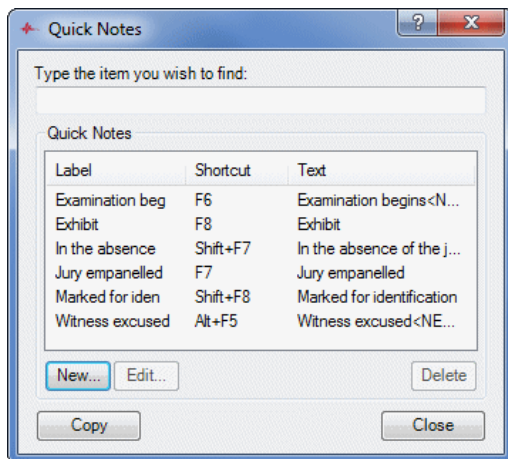 Quick Notes
?
X
Type the item you wish to find:
Quick Notes
Label Shortcut Text
Examination beg F6 Examination begins<N...
Exhibit F8 Exhibit
In the absence Shift+F7 In the absence of the j...
Jury empanelled F7 Jury empanelled
Marked for iden Shift+F8 Marked for identification
Witness excused Alt+F5 Witness excused<NE...
New... Edit... Delete
Copy Close